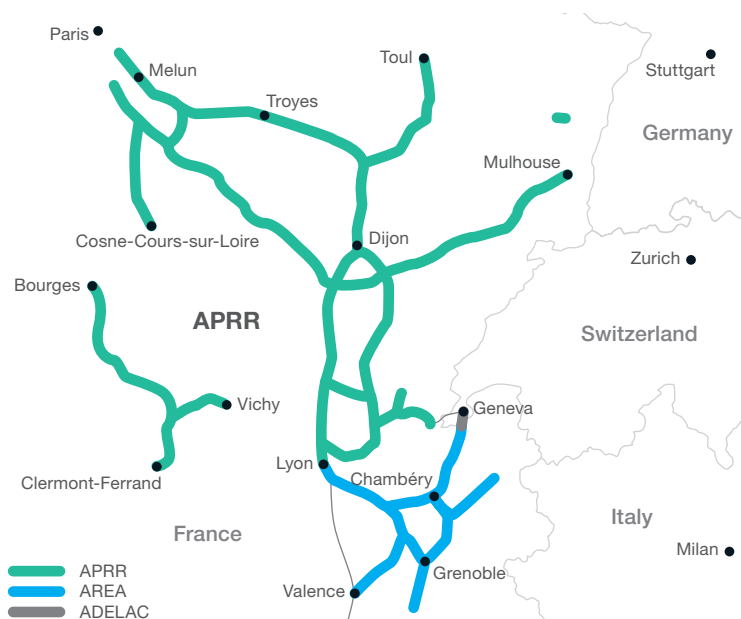 Paris
Melun
Toul
Stuttgart
Troyes
Germany
Mulhouse
Dijon
Cosne-Cours-sur-Loire
Zurich
Bourges
APRR
Switzerland
Vichy
Geneva
Lyon
Chambéry
Clermont-Ferrand
Italy
France
Milan
Grenoble
Valence
APRR
AREA
ADELAC